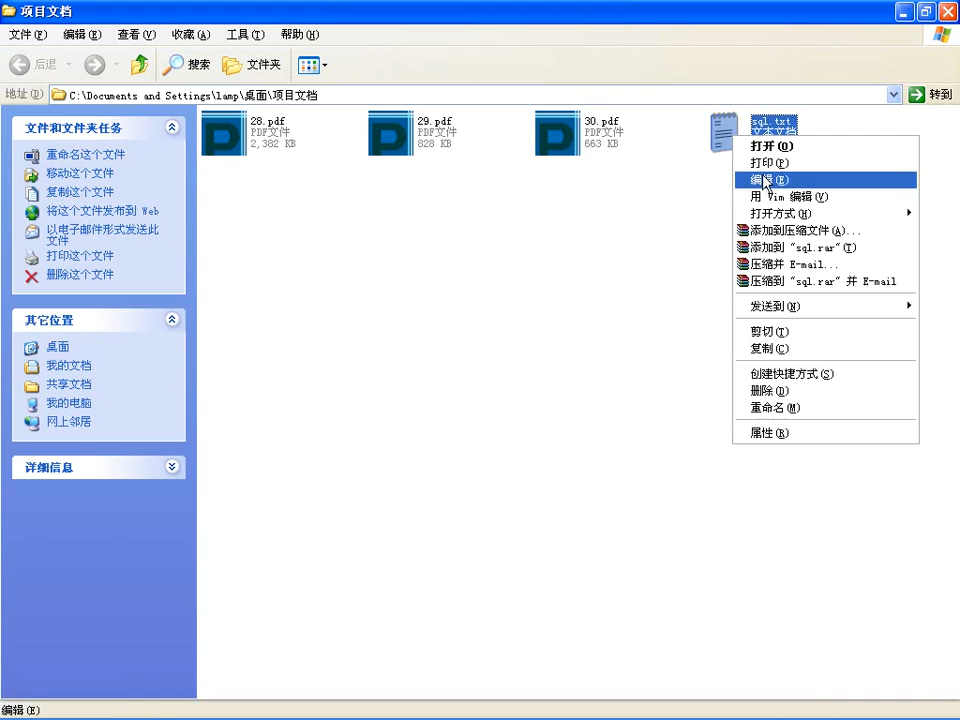 项目文档
文件(F) 编辑(E) 查看(V) 收藏(A) 工具(T) 帮助(H)
后退 搜索 文件夹
地址(D) C:\Documents and Settings\lamp\桌面\项目文档 转到
文件和文件夹任务
重命名这个文件
移动这个文件
复制这个文件
将这个文件发布到 Web
以电子邮件形式发送此
文件
打印这个文件
删除这个文件
其它位置
桌面
我的文档
共享文档
我的电脑
网上邻居
详细信息
28.pdf
PDF文件
2,382 KB
29.pdf
PDF文件
828 KB
30.pdf
PDF文件
663 KB
sql.txt
文本文档
打开(O)
打印(P)
编辑(E)
用 Vim 编辑(V)
打开方式(H)
添加到压缩文件(A)...
添加到 "sql.rar"(T)
压缩并 E-mail...
压缩到 "sql.rar" 并 E-mail
发送到(N)
剪切(T)
复制(C)
创建快捷方式(S)
删除(D)
重命名(M)
属性(R)
编辑(E)